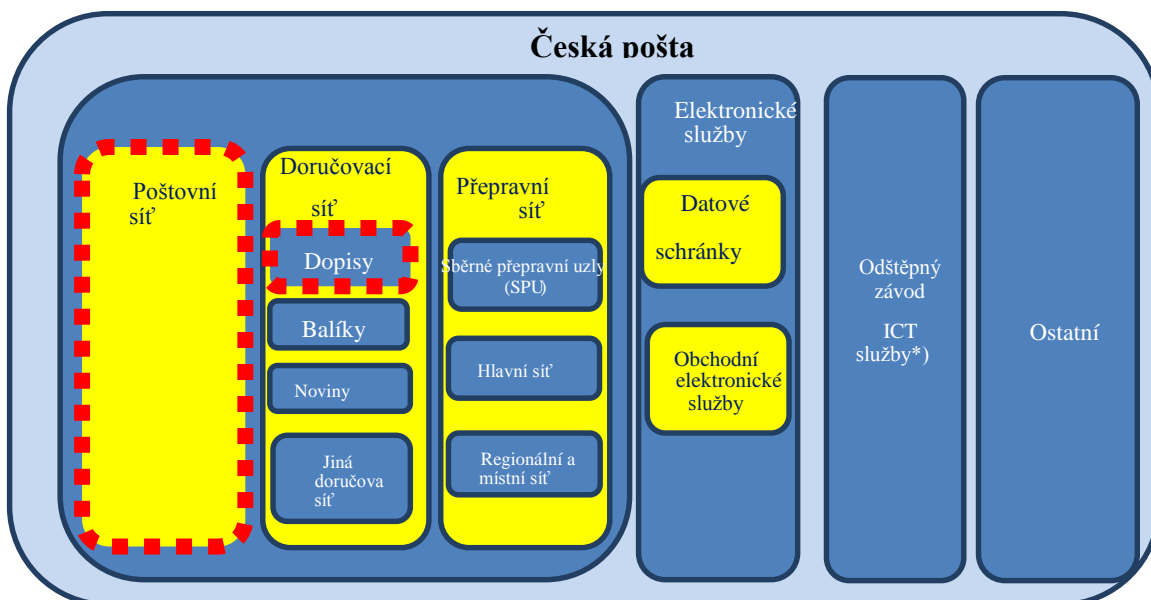 Česká pošta
Poštovní
síť
Doručovací
síť
Dopisy
Balíky
Noviny
Jiná
doručova
síť
Přepravní
síť
Sběrné přepravní uzly
(SPU)
Hlavní síť
Regionální a
místní síť
Elektronické
služby
Datové
schránky
Obchodní
elektronické
služby
Odštěpný
závod
ICT
služby*)
Ostatní